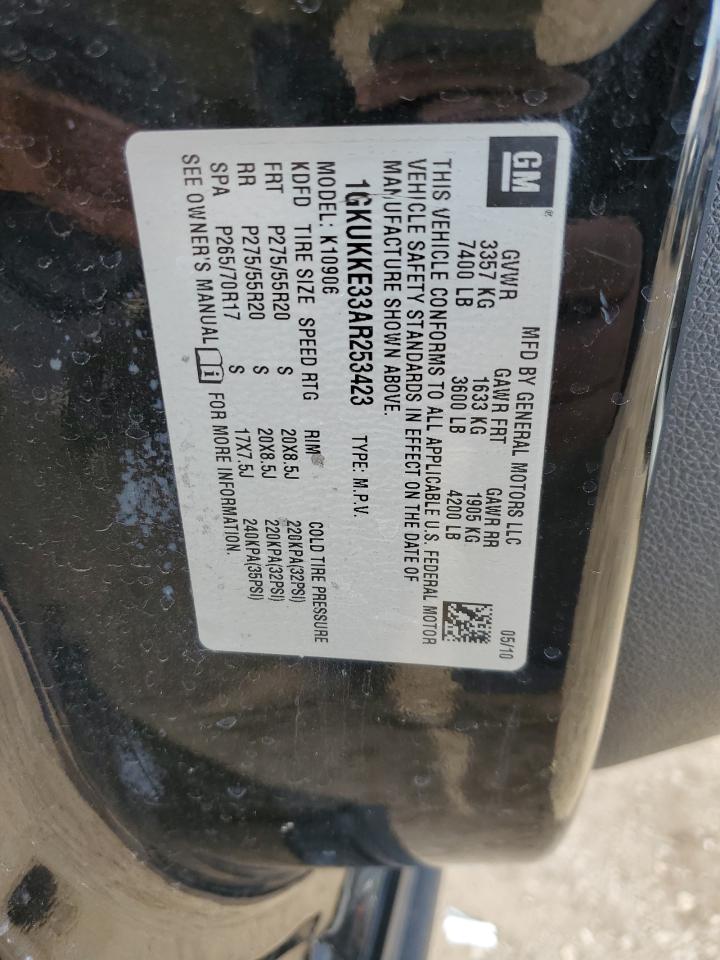 GM®
MFD BY GENERAL MOTORS LLC 05/10
GVWR GAWR FRT GAWR RR
3357 KG 1633 KG 1905 KG
7400 LB 3600 LB 4200 LB
THIS VEHICLE CONFORMS TO ALL APPLICABLE U.S. FEDERAL MOTOR
VEHICLE SAFETY STANDARDS IN EFFECT ON THE DATE OF
MANUFACTURE SHOWN ABOVE.
1GKUKKE33AR253423 TYPE: M.P.V.
MODEL: K10906
KDFD TIRE SIZE SPEED RTG RIM COLD TIRE PRESSURE
FRT P275/55R20 S 20X8.5J 220KPA(32PSI)
RR P275/55R20 S 20X8.5J 220KPA(32PSI)
SPA P265/70R17 S 17X7.5J 240KPA(35PSI)
SEE OWNER'S MANUAL i FOR MORE INFORMATION.